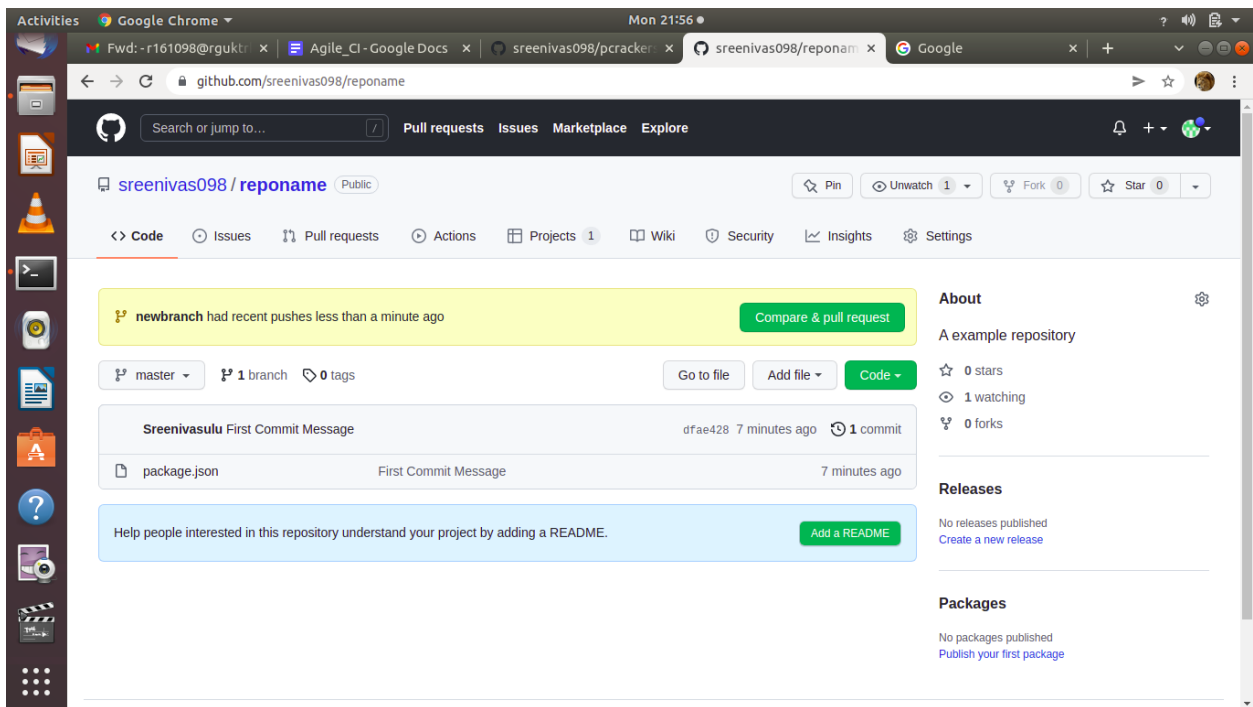 Activities Google Chrome Mon 21:56
Fwd: - r161098@rguktr Agile_CI - Google Docs sreenivas098/pcracker sreenivas098/reponam Google
github.com/sreenivas098/reponame
Search or jump to… / Pull requests Issues Marketplace Explore
sreenivas098 / reponame Public Pin Unwatch 1 Fork 0 Star 0
Code Issues Pull requests Actions Projects 1 Wiki Security Insights Settings
newbranch had recent pushes less than a minute ago Compare & pull request
master 1 branch 0 tags Go to file Add file Code
Sreenivasulu First Commit Message dfae428 7 minutes ago 1 commit
package.json First Commit Message 7 minutes ago
Help people interested in this repository understand your project by adding a README. Add a README
About
A example repository
0 stars
1 watching
0 forks
Releases
No releases published
Create a new release
Packages
No packages published
Publish your first package